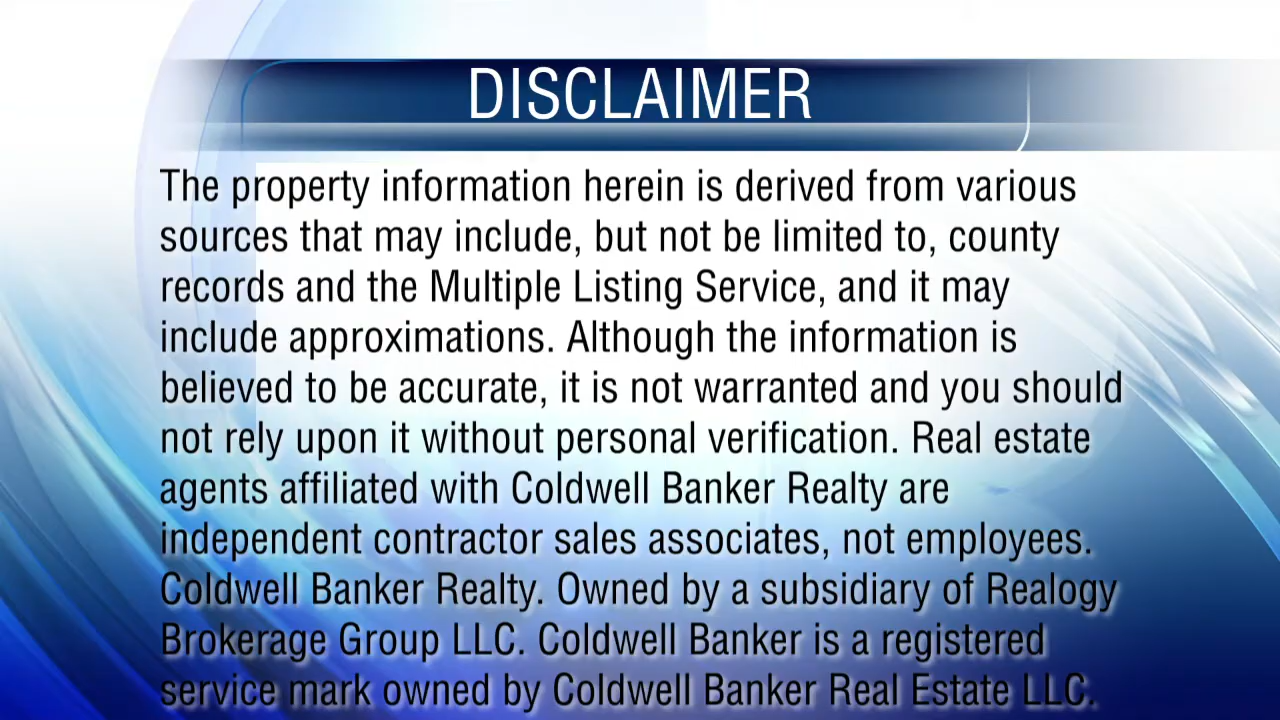 DISCLAIMER
The property information herein is derived from various
sources that may include, but not be limited to, county
records and the Multiple Listing Service, and it may
include approximations. Although the information is
believed to be accurate, it is not warranted and you should
not rely upon it without personal verification. Real estate
agents affiliated with Coldwell Banker Realty are
independent contractor sales associates, not employees.
Coldwell Banker Realty. Owned by a subsidiary of Realogy
Brokerage Group LLC. Coldwell Banker is a registered
service mark owned by Coldwell Banker Real Estate LLC.